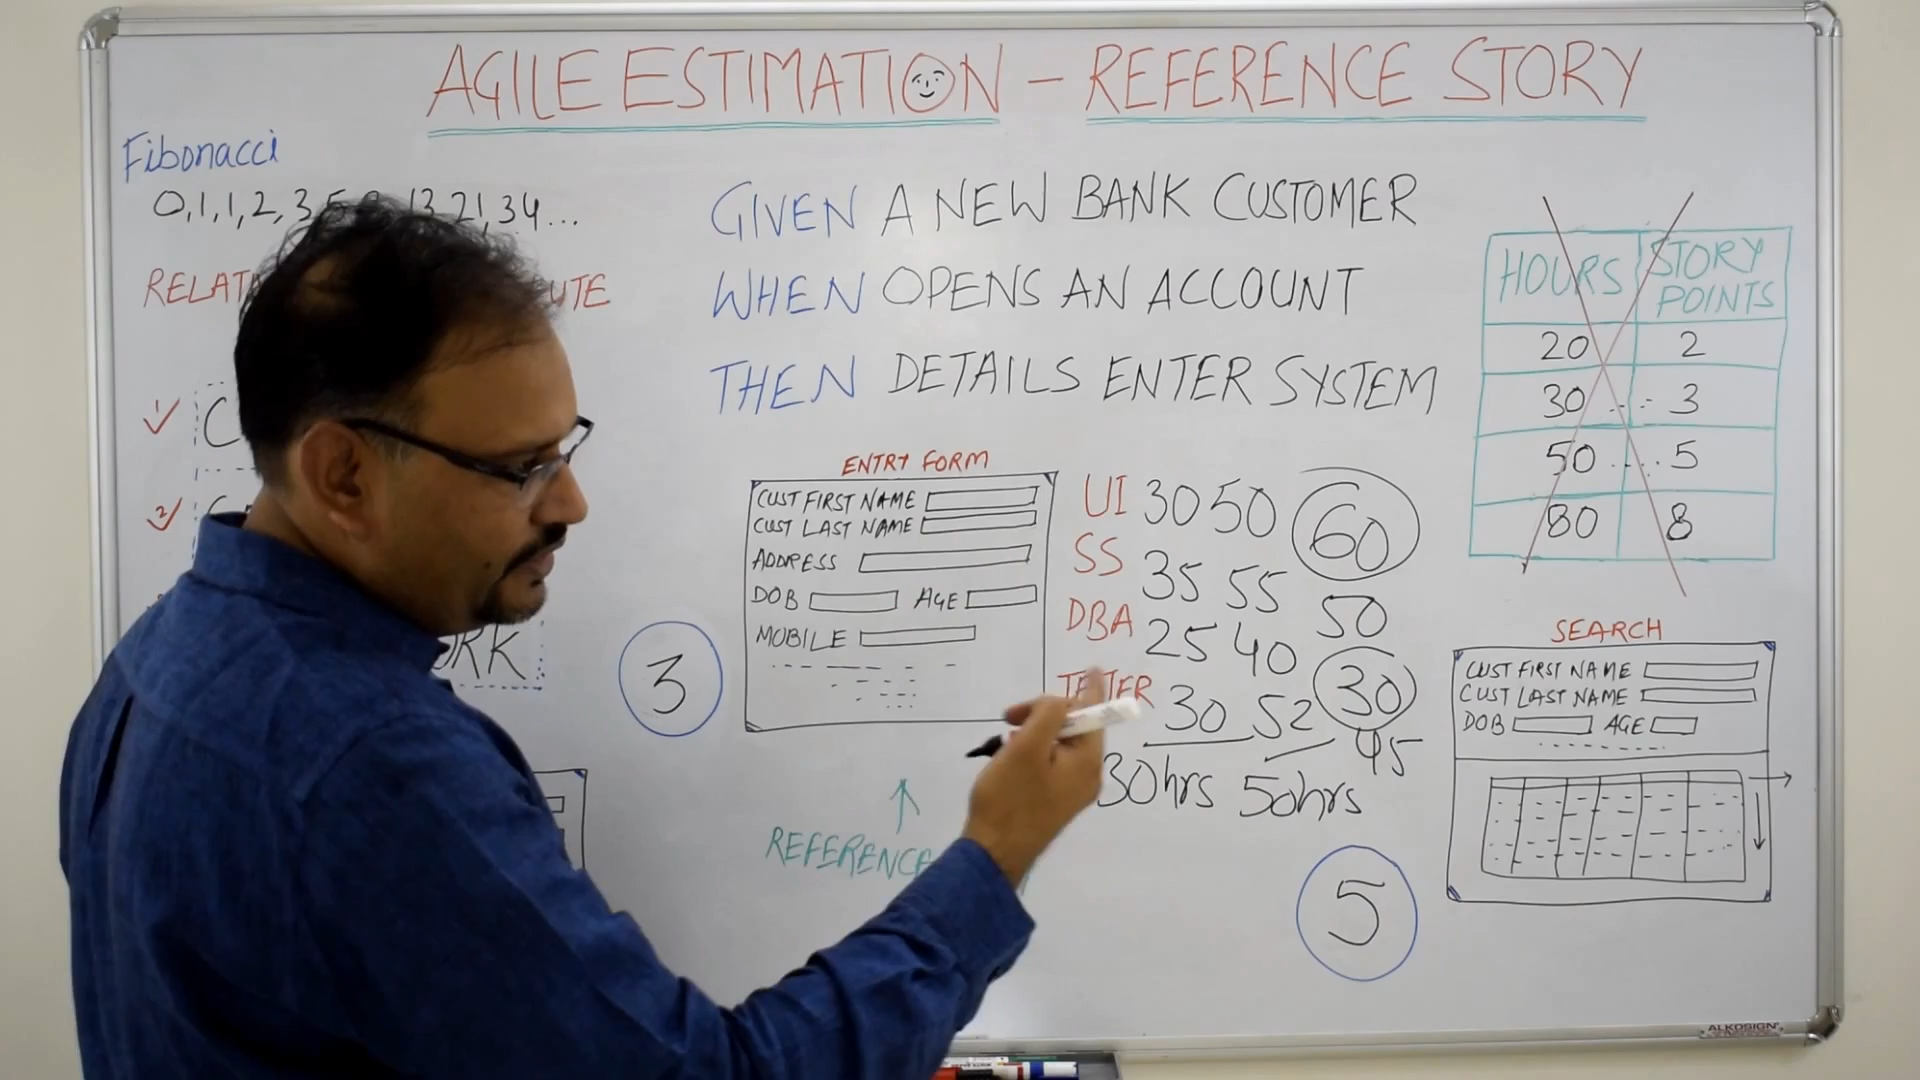 AGILE ESTIMATION - REFERENCE STORY
Fibonacci
0,1,1,2,3, 13,21,34...
GIVEN A NEW BANK CUSTOMER
WHEN OPENS AN ACCOUNT
THEN DETAILS ENTER SYSTEM
1
2
3
ENTRY FORM
CUST FIRST NAME
CUST LAST NAME
ADDRESS
DOB AGE
MOBILE
REFERENCE
UI 30 50 60
SS 35 55 50
DBA 25 40 30
TESTER 30 52 45
30hrs 50hrs
5
HOURS STORY POINTS
20 2
30 .... 3
50 .... 5
80 8
SEARCH
CUST FIRST NAME
CUST LAST NAME
DOB AGE
ALKOSIGN